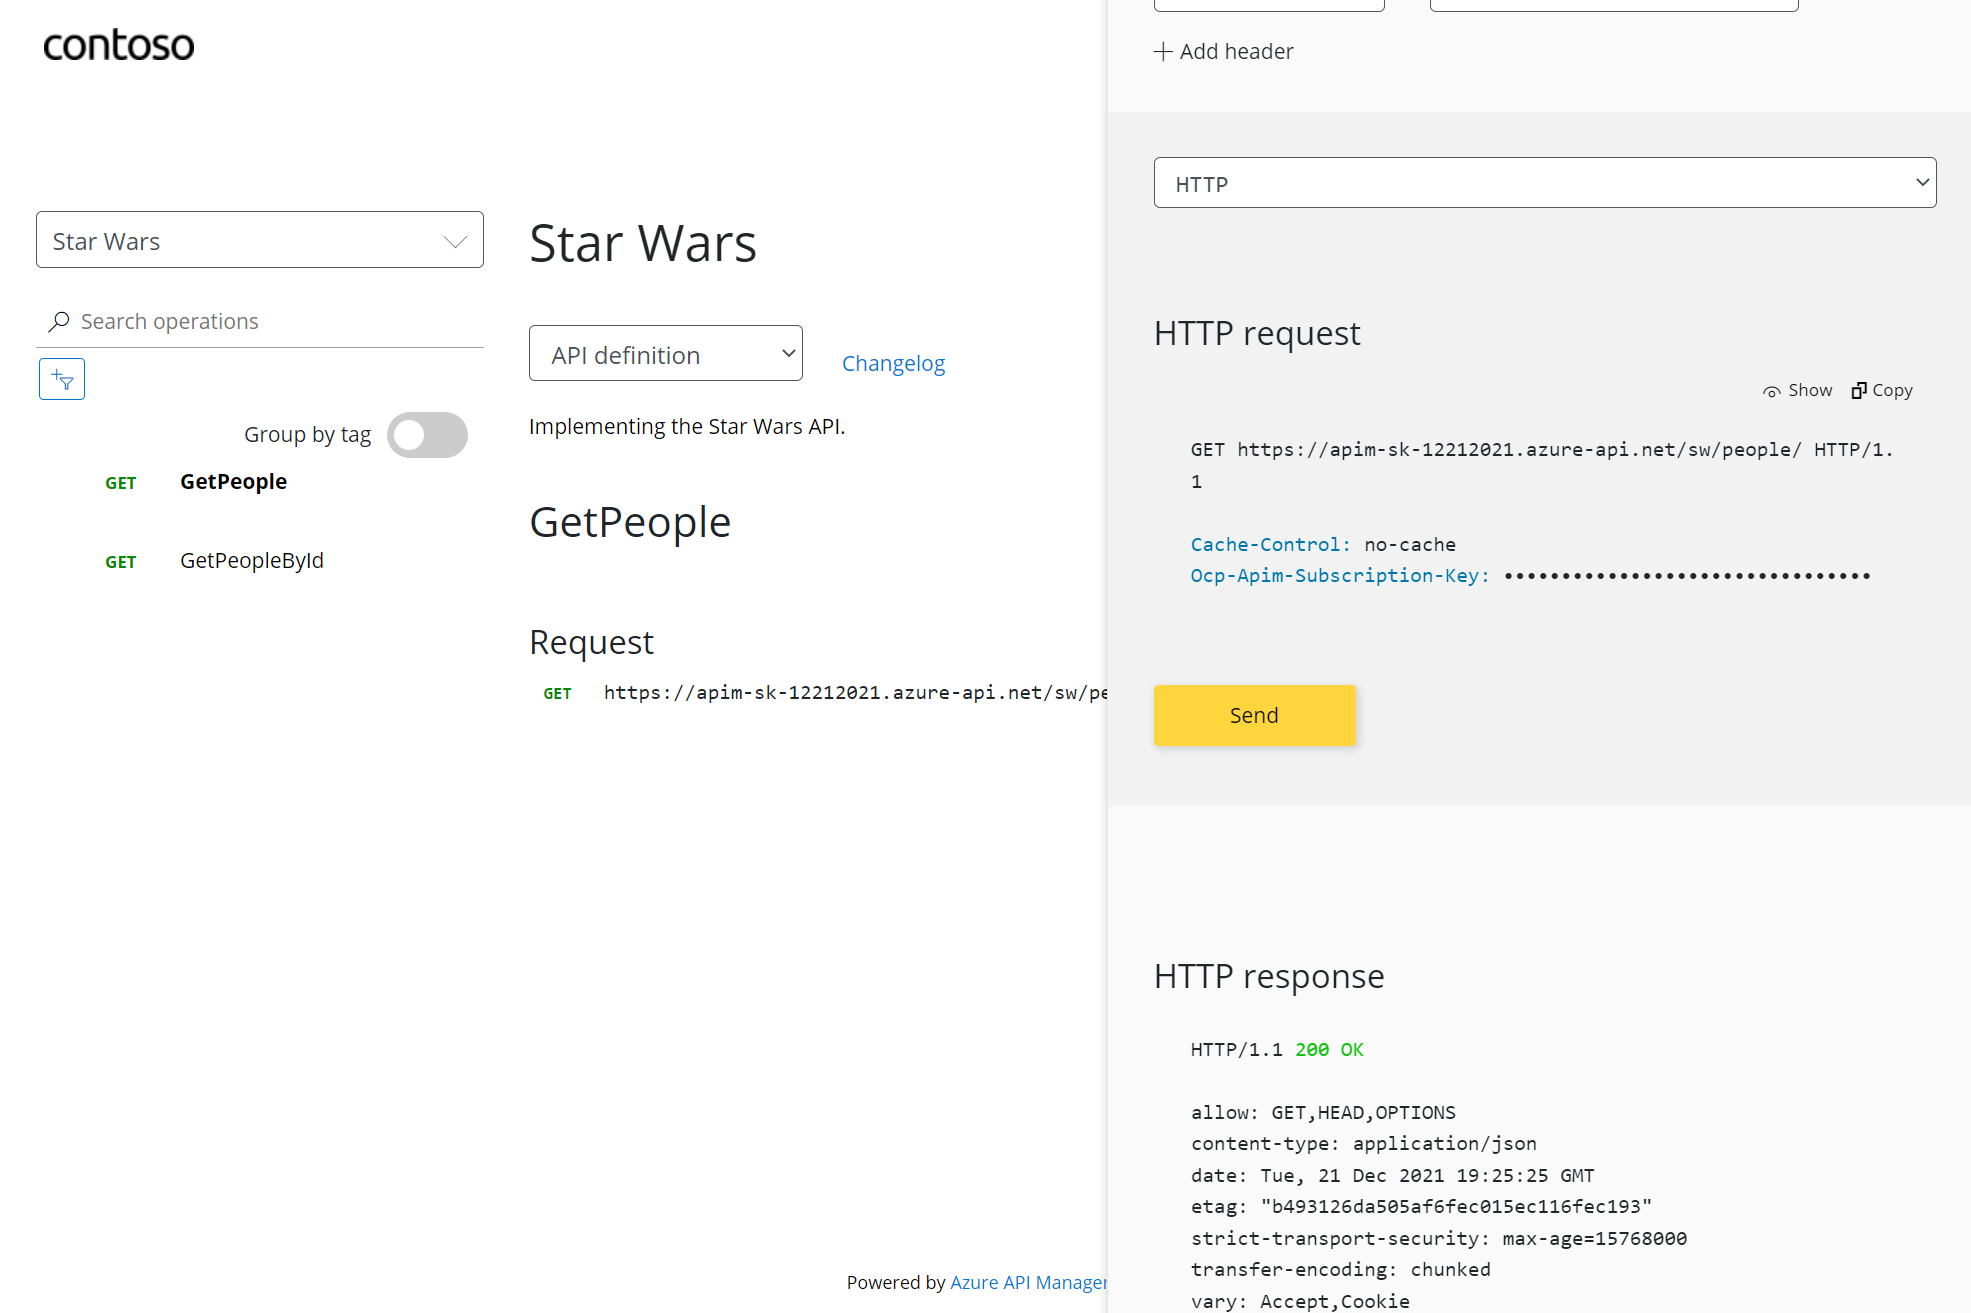 contoso
Star Wars
Search operations
Group by tag
GET GetPeople
GET GetPeopleById
Star Wars
API definition
Changelog
Implementing the Star Wars API.
GetPeople
Request
GET https://apim-sk-12212021.azure-api.net/sw/pe
Powered by Azure API Manager
Add header
HTTP
HTTP request
Show Copy
GET https://apim-sk-12212021.azure-api.net/sw/people/ HTTP/1.
1
Cache-Control: no-cache
Ocp-Apim-Subscription-Key: ••••••••••••••••••••••••••••••••
Send
HTTP response
HTTP/1.1 200 OK
allow: GET,HEAD,OPTIONS
content-type: application/json
date: Tue, 21 Dec 2021 19:25:25 GMT
etag: "b493126da505af6fec015ec116fec193"
strict-transport-security: max-age=15768000
transfer-encoding: chunked
vary: Accept,Cookie